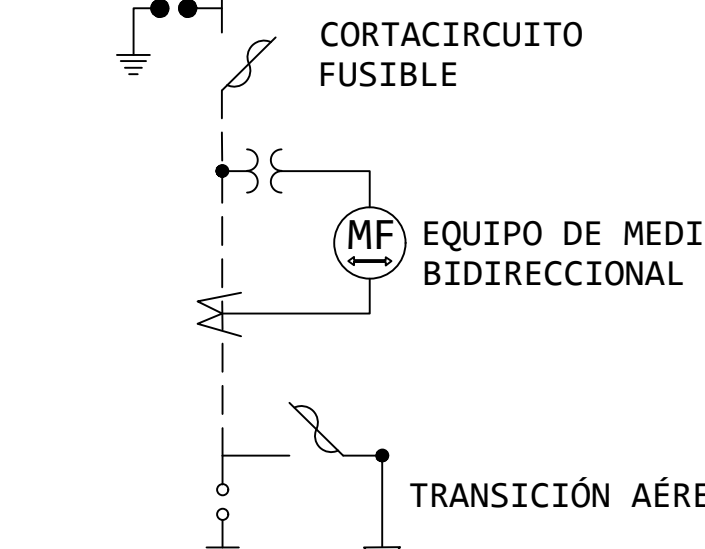 CORTACIRCUITO
FUSIBLE
MF
EQUIPO DE MEDI
BIDIRECCIONAL
TRANSICIÓN AÉRE